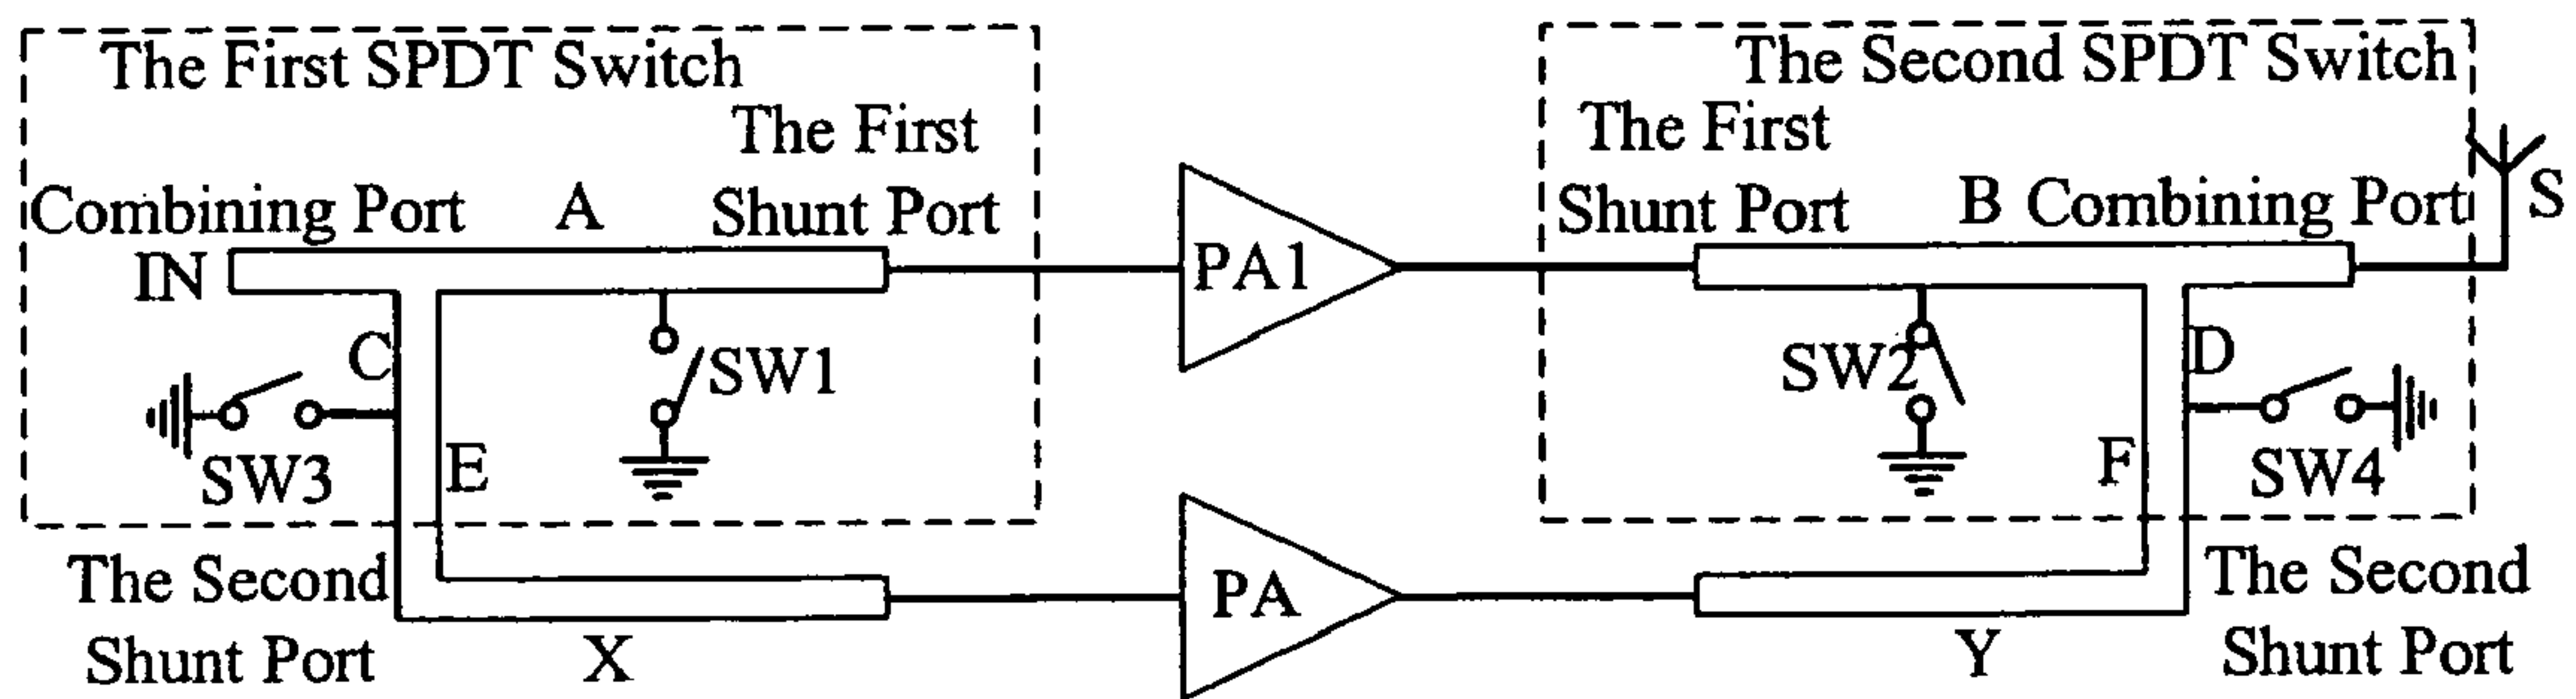 The First SPDT Switch
The First
Shunt Port
Combining Port
A
IN
C
SW1
SW3
E
The Second
Shunt Port
X
PA1
PA
The Second SPDT Switch
The First
Shunt Port
B
Combining Port
S
SW2
D
F
SW4
The Second
Shunt Port
Y